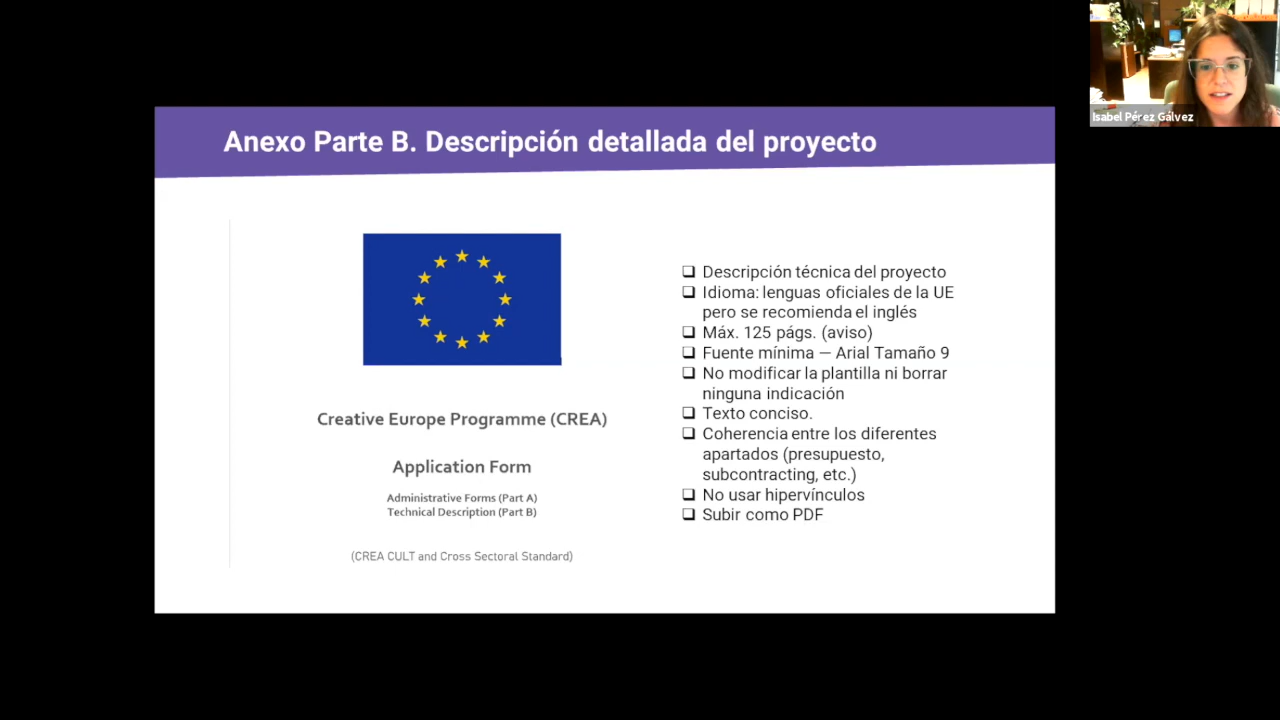 Isabel Pérez Gálvez
Anexo Parte B. Descripción detallada del proyecto
Creative Europe Programme (CREA)
Application Form
Administrative Forms (Part A)
Technical Description (Part B)
(CREA CULT and Cross Sectoral Standard)
❑ Descripción técnica del proyecto
❑ Idioma: lenguas oficiales de la UE
pero se recomienda el inglés
❑ Máx. 125 págs. (aviso)
❑ Fuente mínima – Arial Tamaño 9
❑ No modificar la plantilla ni borrar
ninguna indicación
❑ Texto conciso.
❑ Coherencia entre los diferentes
apartados (presupuesto,
subcontracting, etc.)
❑ No usar hipervínculos
❑ Subir como PDF